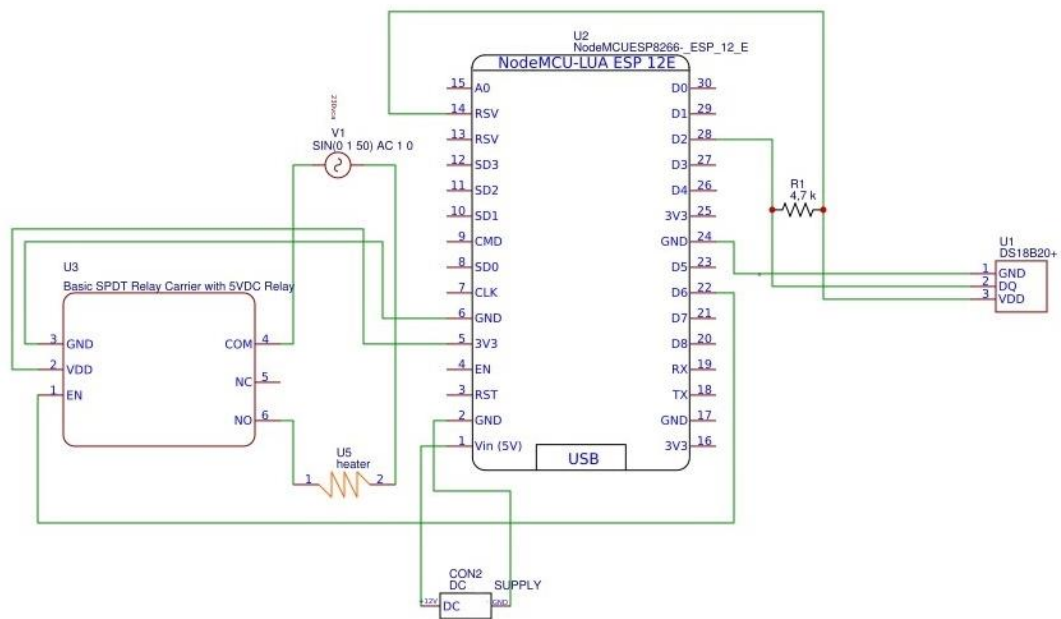 U2
NodeMCUESP8266-_ESP_12_E
NodeMCU-LUA ESP 12E
15 A0
14 RSV
13 RSV
12 SD3
11 SD2
10 SD1
9 CMD
8 SD0
7 CLK
6 GND
5 3V3
4 EN
3 RST
2 GND
1 Vin (5V)
D0 30
D1 29
D2 28
D3 27
D4 26
3V3 25
GND 24
D5 23
D6 22
D7 21
D8 20
RX 19
TX 18
GND 17
3V3 16
USB
V1
SIN(0 1 50) AC 1 0
R1
4,7 k
U1
DS18B20+
1 GND
2 DQ
3 VDD
U3
Basic SPDT Relay Carrier with 5VDC Relay
3 GND
2 VDD
1 EN
COM 4
NC 5
NO 6
U5
heater
1 2
CON2
DC SUPPLY
+12V DC GND